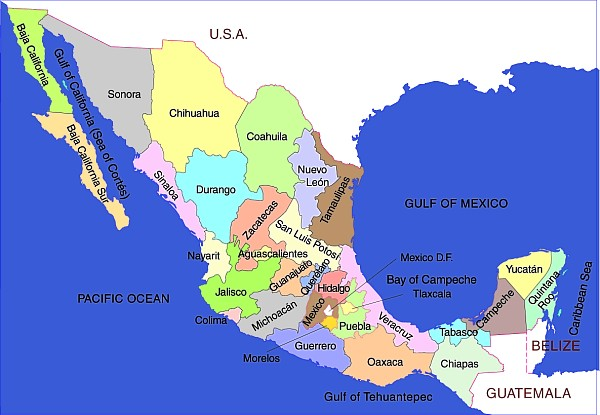 U.S.A.
Baja California
Gulf of California (Sea of Cortés)
Sonora
Chihuahua
Coahuila
Baja California Sur
Sinaloa
Durango
Nuevo
León
Tamaulipas
Zacatecas
GULF OF MEXICO
San Luis Potosí
Nayarit
Aguascalientes
Mexico D.F.
Guanajuato
Querétaro
Hidalgo
Bay of Campeche
Yucatán
Quintana
Roo
Caribbean Sea
PACIFIC OCEAN
Jalisco
Tlaxcala
Campeche
Colima
Michoacán
Mexico
Puebla
Veracruz
Tabasco
BELIZE
Morelos
Guerrero
Oaxaca
Chiapas
GUATEMALA
Gulf of Tehuantepec